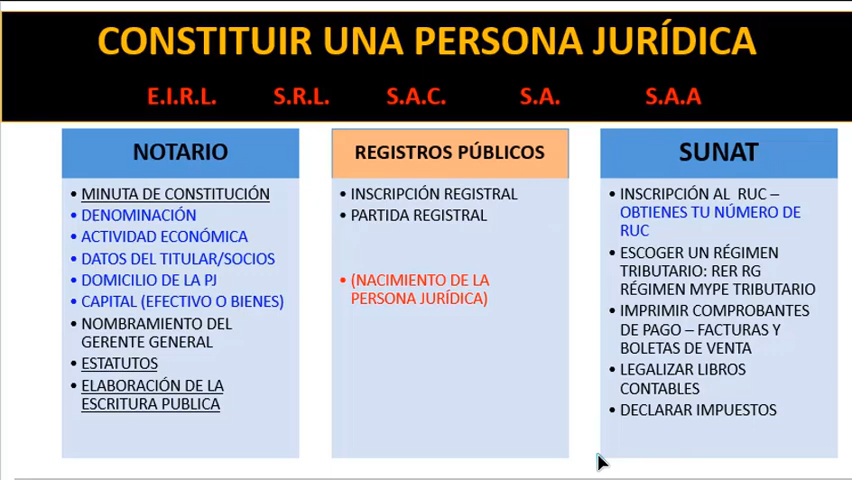 CONSTITUIR UNA PERSONA JURÍDICA
E.I.R.L. S.R.L. S.A.C. S.A. S.A.A
NOTARIO
• MINUTA DE CONSTITUCIÓN
• DENOMINACIÓN
• ACTIVIDAD ECONÓMICA
• DATOS DEL TITULAR/SOCIOS
• DOMICILIO DE LA PJ
• CAPITAL (EFECTIVO O BIENES)
• NOMBRAMIENTO DEL
GERENTE GENERAL
• ESTATUTOS
• ELABORACIÓN DE LA
ESCRITURA PUBLICA
REGISTROS PÚBLICOS
• INSCRIPCIÓN REGISTRAL
• PARTIDA REGISTRAL
• (NACIMIENTO DE LA
PERSONA JURÍDICA)
SUNAT
• INSCRIPCIÓN AL RUC –
OBTIENES TU NÚMERO DE
RUC
• ESCOGER UN RÉGIMEN
TRIBUTARIO: RER RG
RÉGIMEN MYPE TRIBUTARIO
• IMPRIMIR COMPROBANTES
DE PAGO – FACTURAS Y
BOLETAS DE VENTA
• LEGALIZAR LIBROS
CONTABLES
• DECLARAR IMPUESTOS